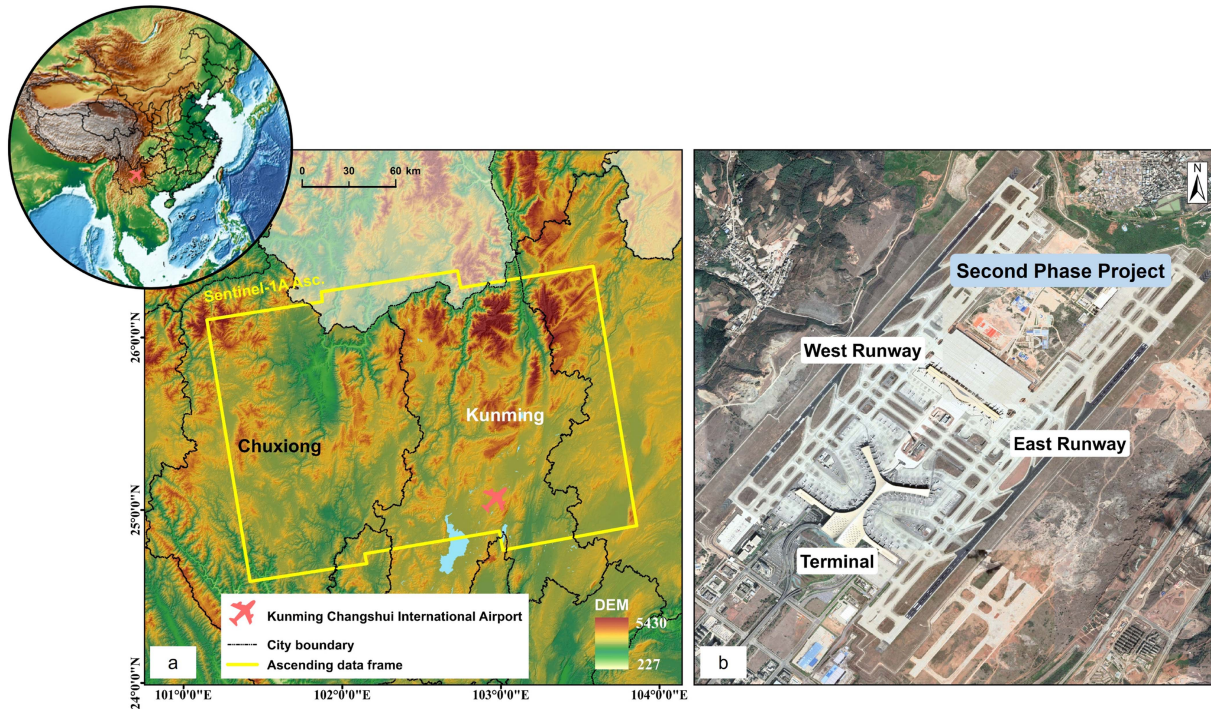 0 30 60 km
Sentinel-1A Asc.
26°0'0"N
25°0'0"N
24°0'0"N
Chuxiong
Kunming
Kunming Changshui International Airport
City boundary
Ascending data frame
DEM
5430
227
a
101°0'0"E
102°0'0"E
103°0'0"E
104°0'0"E
N
Second Phase Project
West Runway
East Runway
Terminal
b